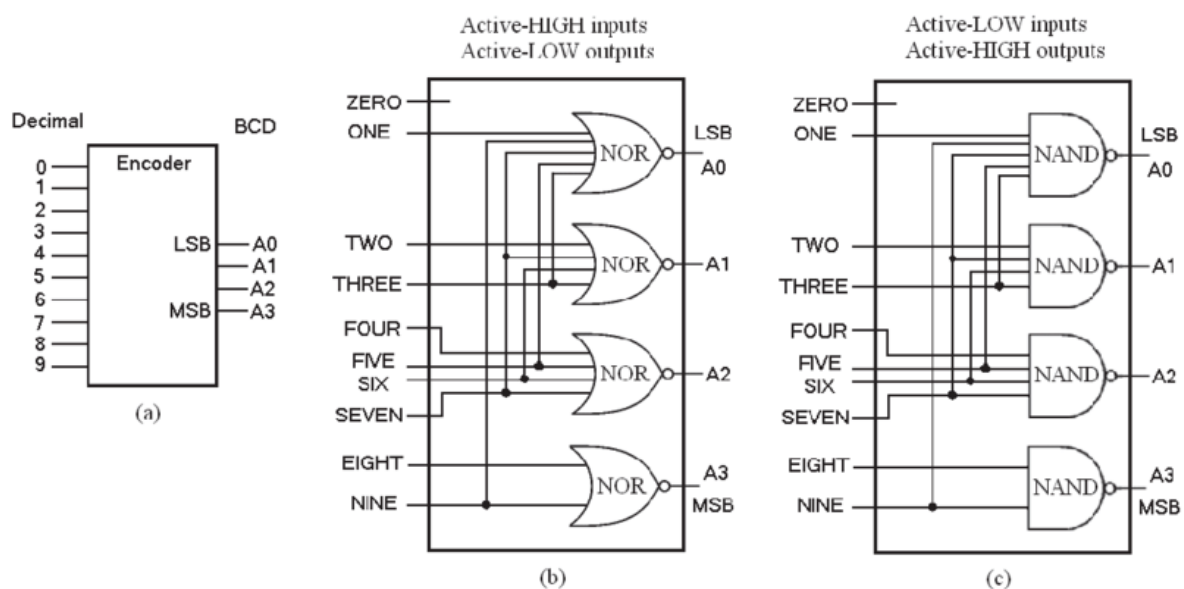 Decimal
BCD
Encoder
0
1
2
3
4
5
6
7
8
9
LSB
A0
A1
A2
MSB
A3
(a)
Active-HIGH inputs
Active-LOW outputs
ZERO
ONE
NOR
LSB
A0
TWO
THREE
NOR
A1
FOUR
FIVE
SIX
SEVEN
NOR
A2
EIGHT
NINE
NOR
A3
MSB
(b)
Active-LOW inputs
Active-HIGH outputs
ZERO
ONE
NAND
LSB
A0
TWO
THREE
NAND
A1
FOUR
FIVE
SIX
SEVEN
NAND
A2
EIGHT
NINE
NAND
A3
MSB
(c)